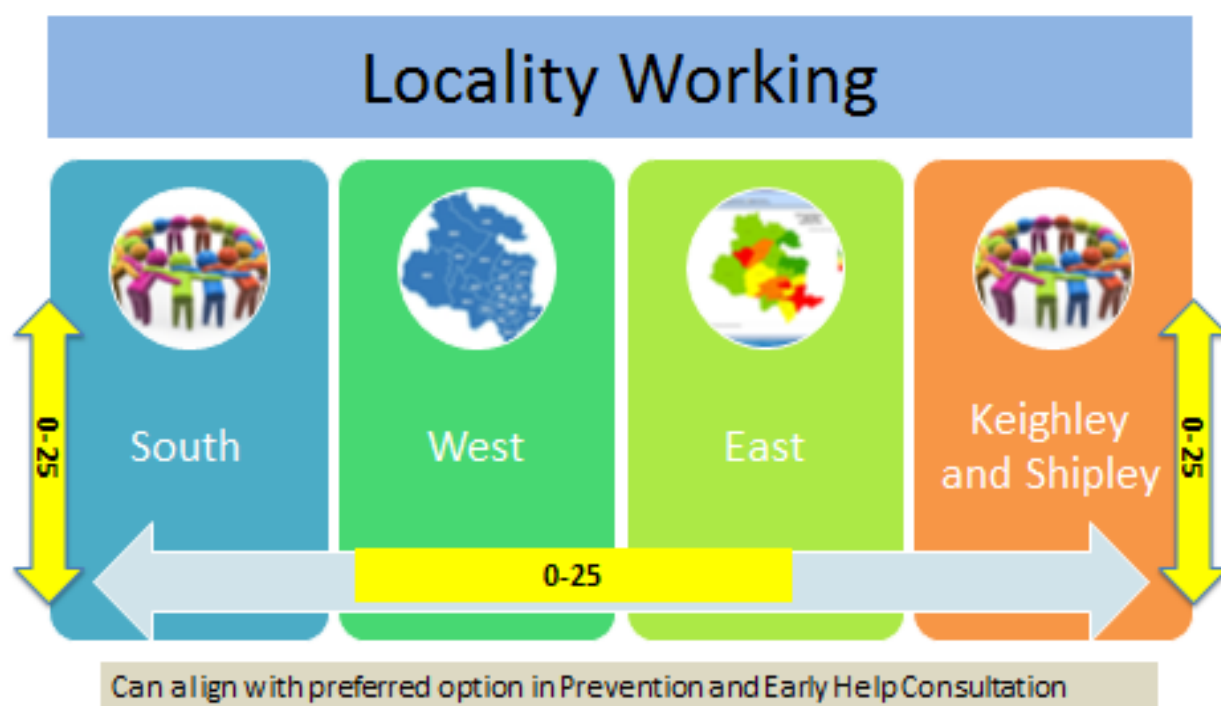 Locality Working
South
West
East
Keighley
and Shipley
0-25
0-25
0-25
Can align with preferred option in Prevention and Early Help Consultation